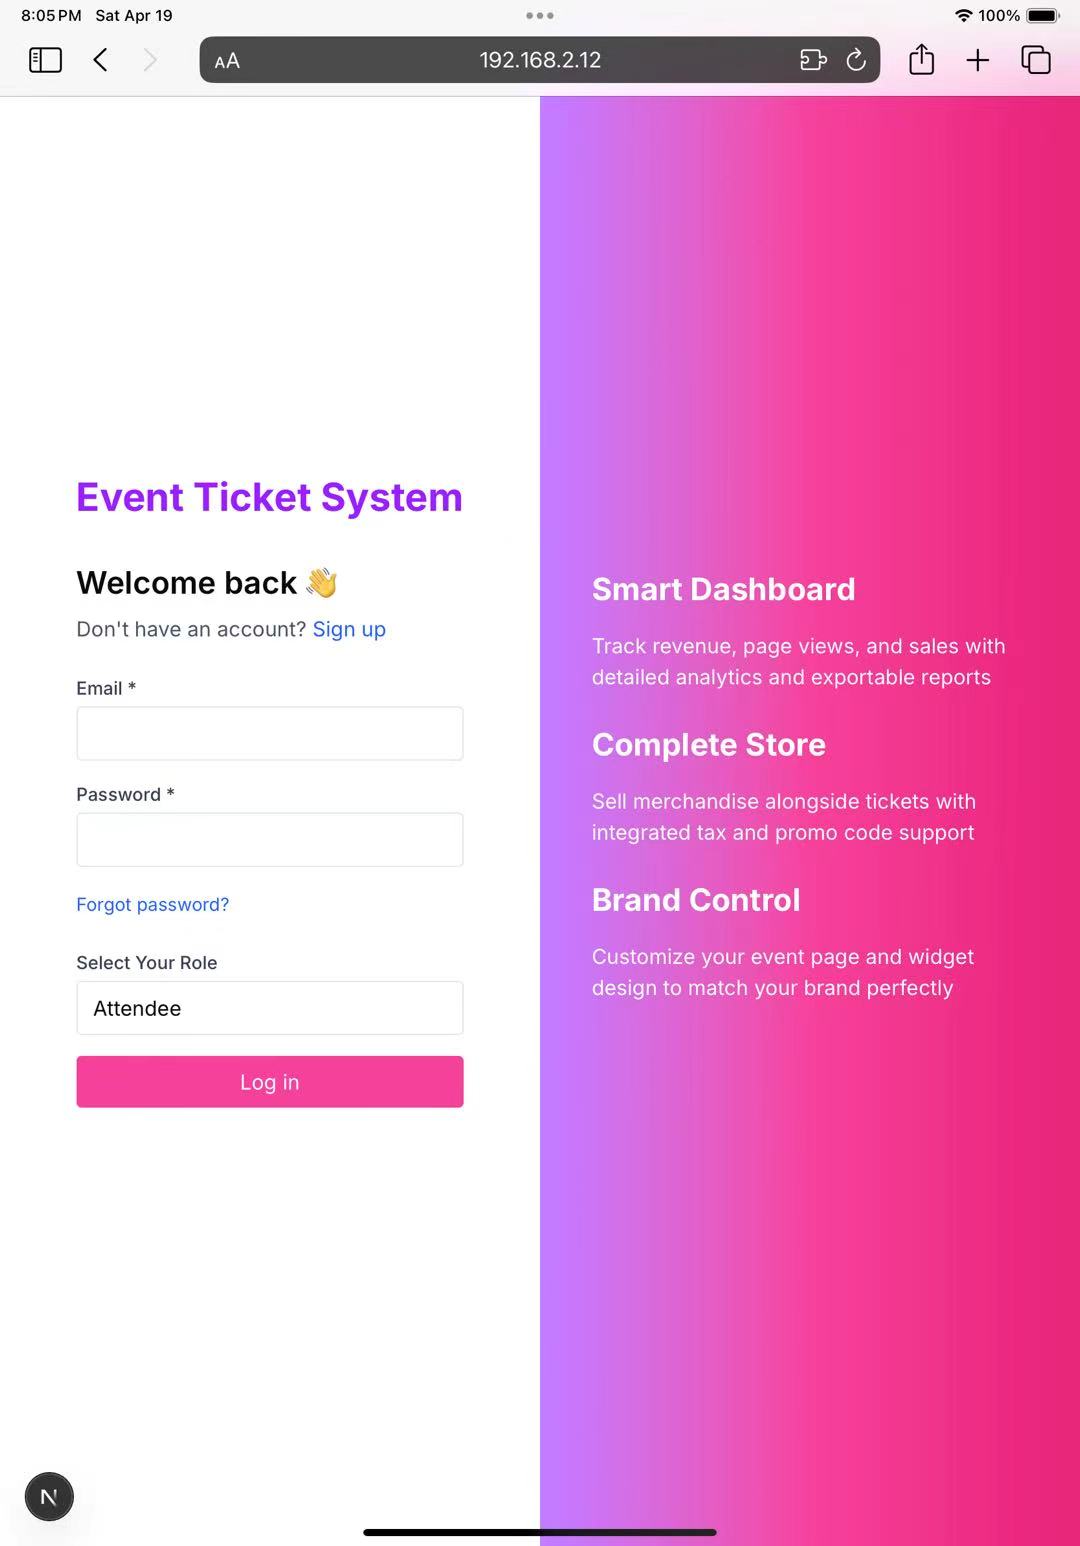 8:05 PM Sat Apr 19
100%
AA
192.168.2.12
Event Ticket System
Welcome back 👋
Don't have an account? Sign up
Email *
Password *
Forgot password?
Select Your Role
Attendee
Log in
Smart Dashboard
Track revenue, page views, and sales with
detailed analytics and exportable reports
Complete Store
Sell merchandise alongside tickets with
integrated tax and promo code support
Brand Control
Customize your event page and widget
design to match your brand perfectly
N